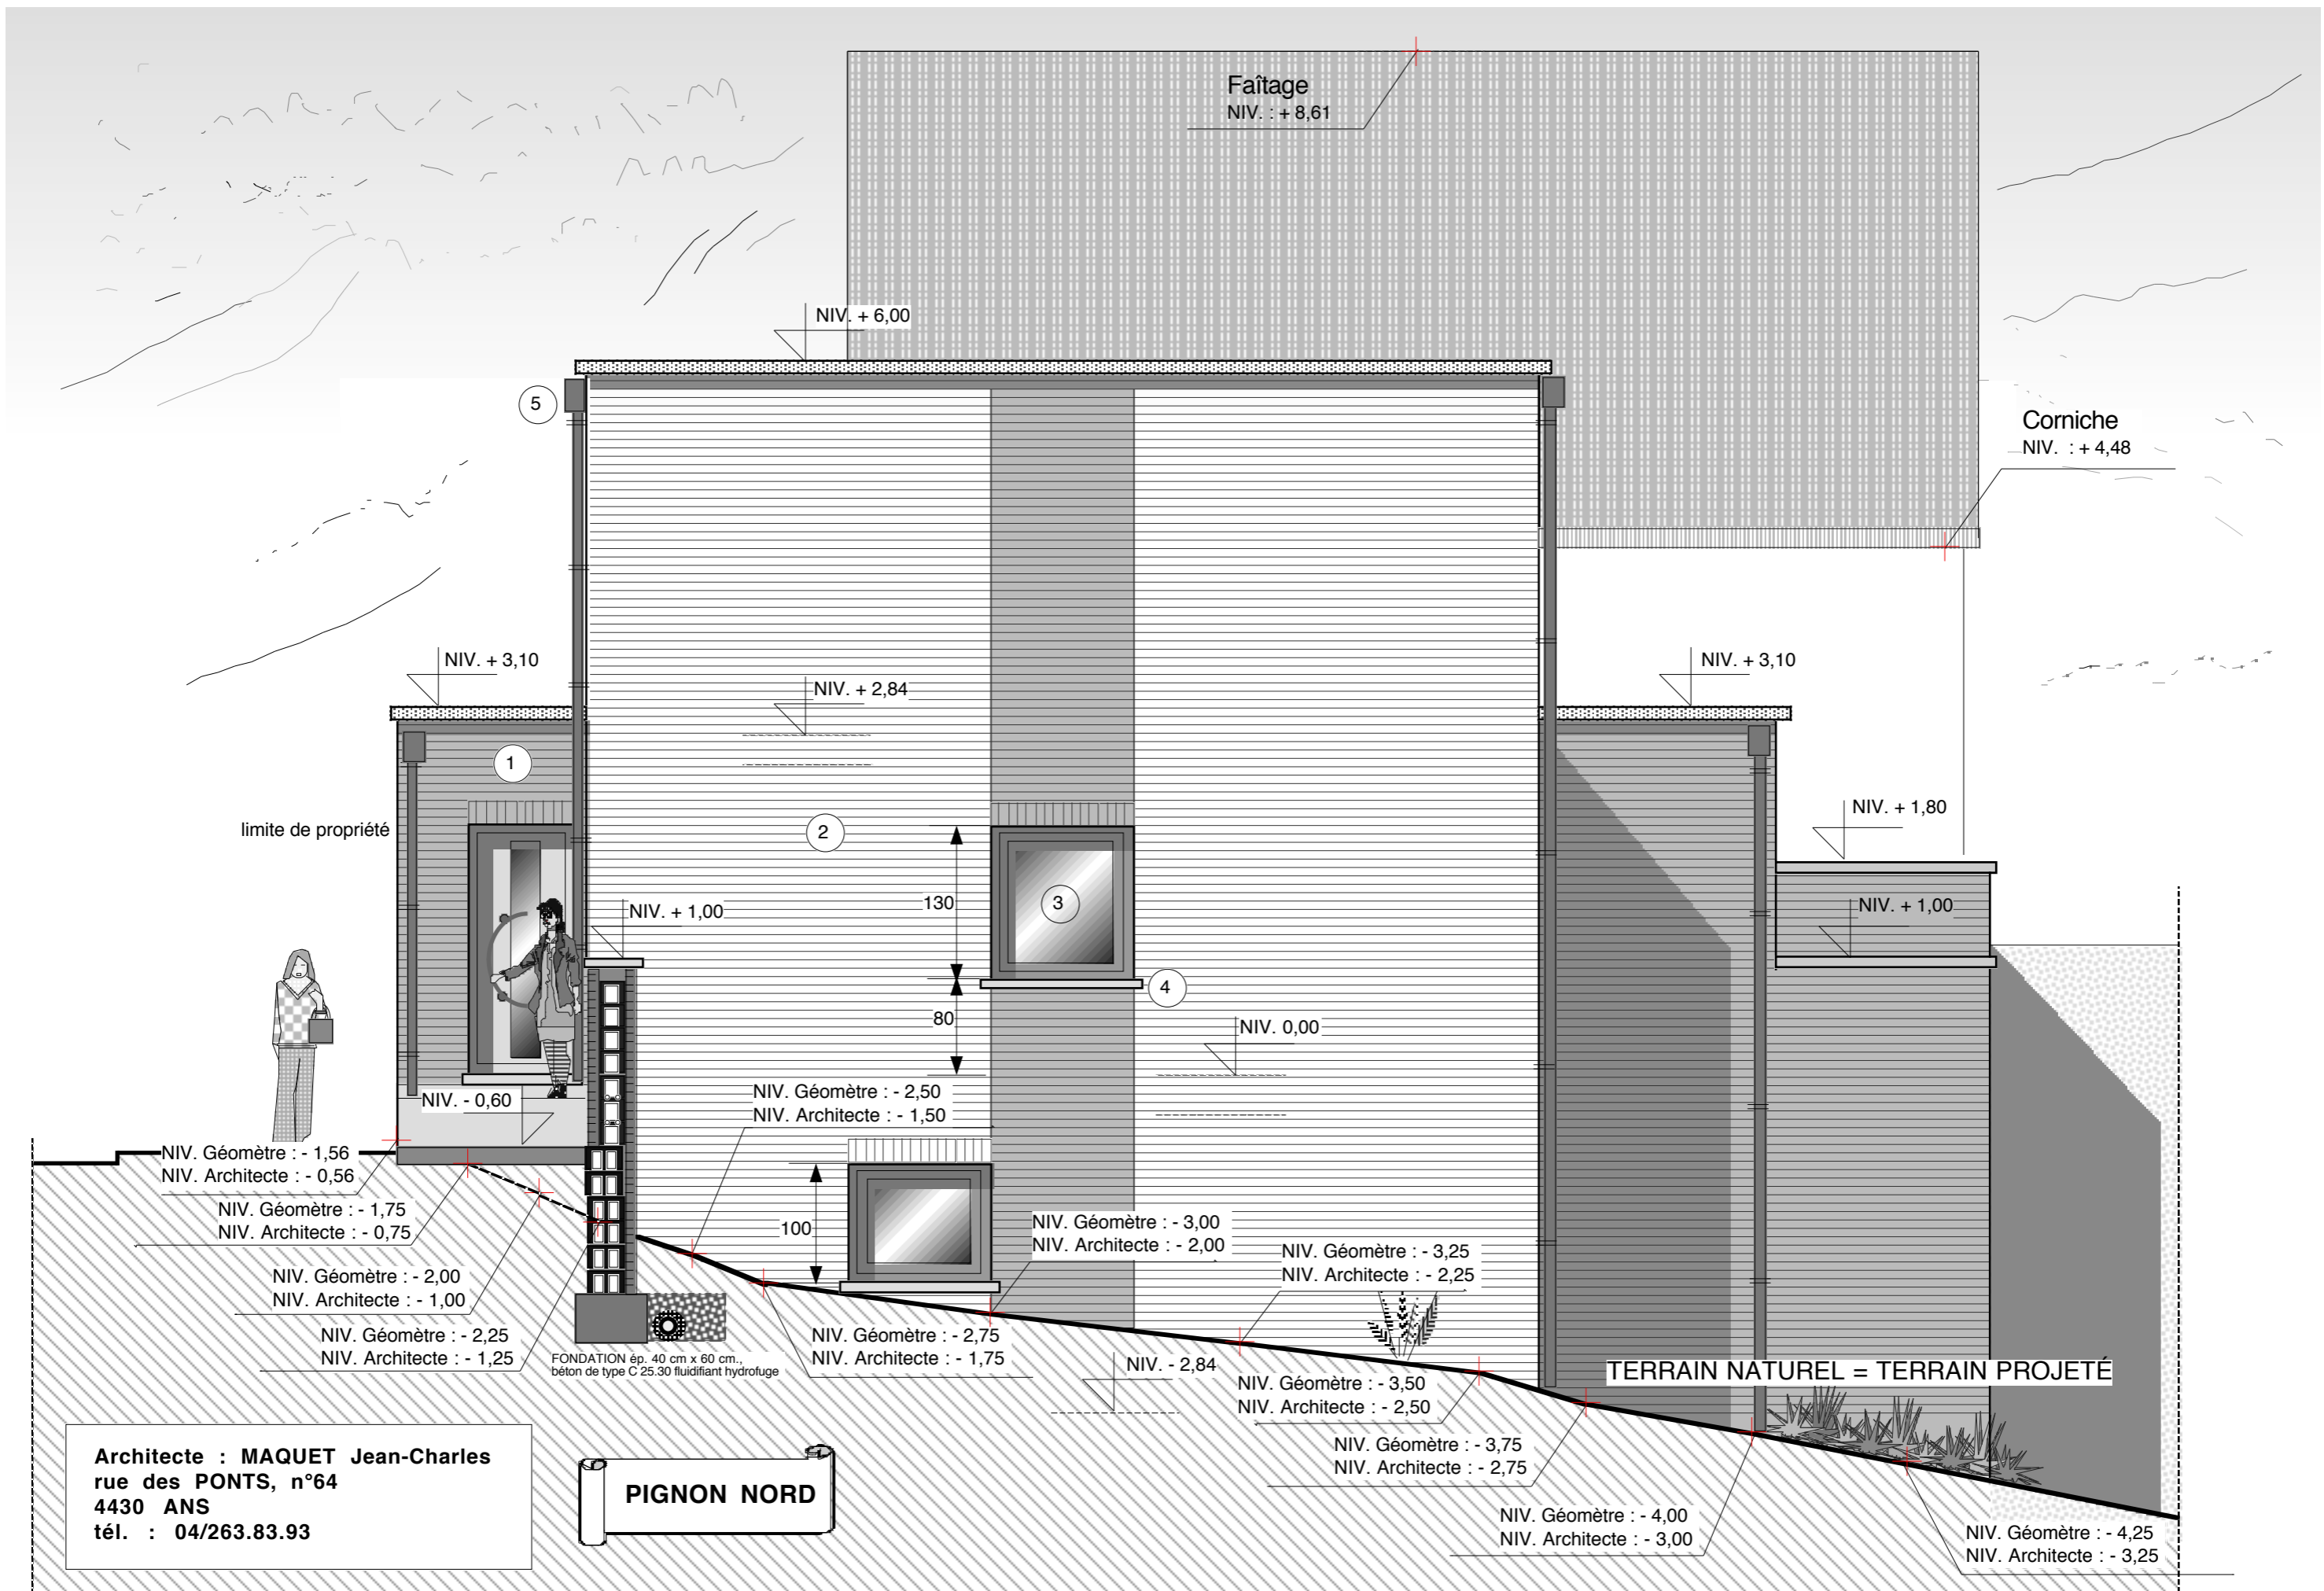 Faîtage
NIV. : + 8,61
NIV. + 6,00
5
Corniche
NIV. : + 4,48
NIV. + 3,10
NIV. + 2,84
NIV. + 3,10
1
limite de propriété
2
NIV. + 1,80
130
3
NIV. + 1,00
NIV. + 1,00
4
80
NIV. 0,00
NIV. - 0,60
NIV. Géomètre : - 2,50
NIV. Architecte : - 1,50
NIV. Géomètre : - 1,56
NIV. Architecte : - 0,56
NIV. Géomètre : - 1,75
NIV. Architecte : - 0,75
100
NIV. Géomètre : - 3,00
NIV. Architecte : - 2,00
NIV. Géomètre : - 3,25
NIV. Architecte : - 2,25
NIV. Géomètre : - 2,00
NIV. Architecte : - 1,00
NIV. Géomètre : - 2,25
NIV. Architecte : - 1,25
FONDATION ép. 40 cm x 60 cm.,
béton de type C 25.30 fluidifiant hydrofuge
NIV. Géomètre : - 2,75
NIV. Architecte : - 1,75
NIV. - 2,84
NIV. Géomètre : - 3,50
NIV. Architecte : - 2,50
TERRAIN NATUREL = TERRAIN PROJETÉ
NIV. Géomètre : - 3,75
NIV. Architecte : - 2,75
NIV. Géomètre : - 4,00
NIV. Architecte : - 3,00
NIV. Géomètre : - 4,25
NIV. Architecte : - 3,25
Architecte : MAQUET Jean-Charles
rue des PONTS, n°64
4430 ANS
tél. : 04/263.83.93
PIGNON NORD